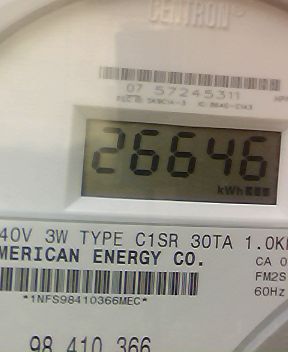 CENTRON
07 57245311
26646
kWh
40V 3W TYPE C1SR 30TA 1.0K
MERICAN ENERGY CO.
CA 0
FM2S
60Hz
*1NFS98410366MEC*
98 410 366